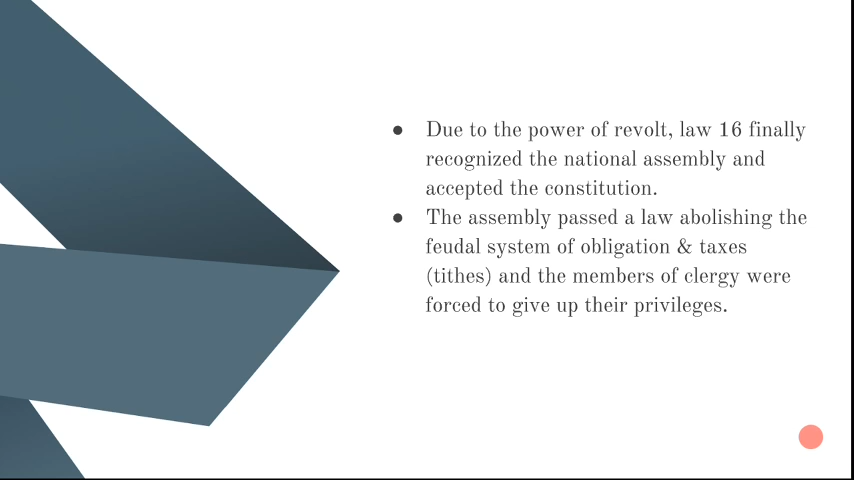 ● Due to the power of revolt, law 16 finally
recognized the national assembly and
accepted the constitution.
● The assembly passed a law abolishing the
feudal system of obligation & taxes
(tithes) and the members of clergy were
forced to give up their privileges.